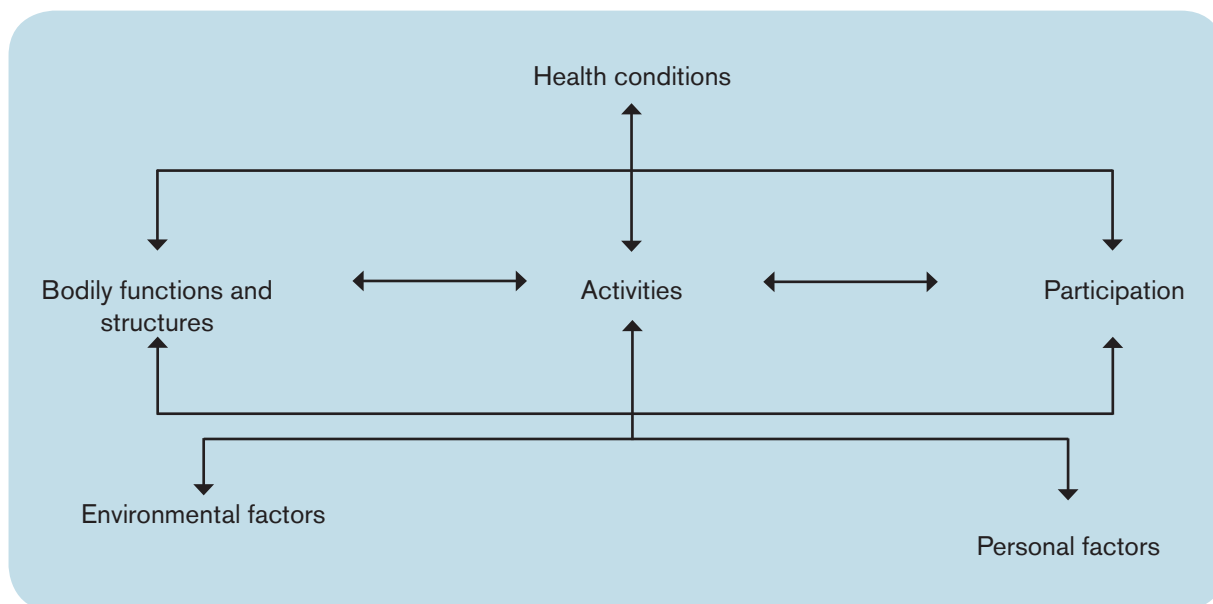 Health conditions
Bodily functions and
structures
Activities
Participation
Environmental factors
Personal factors